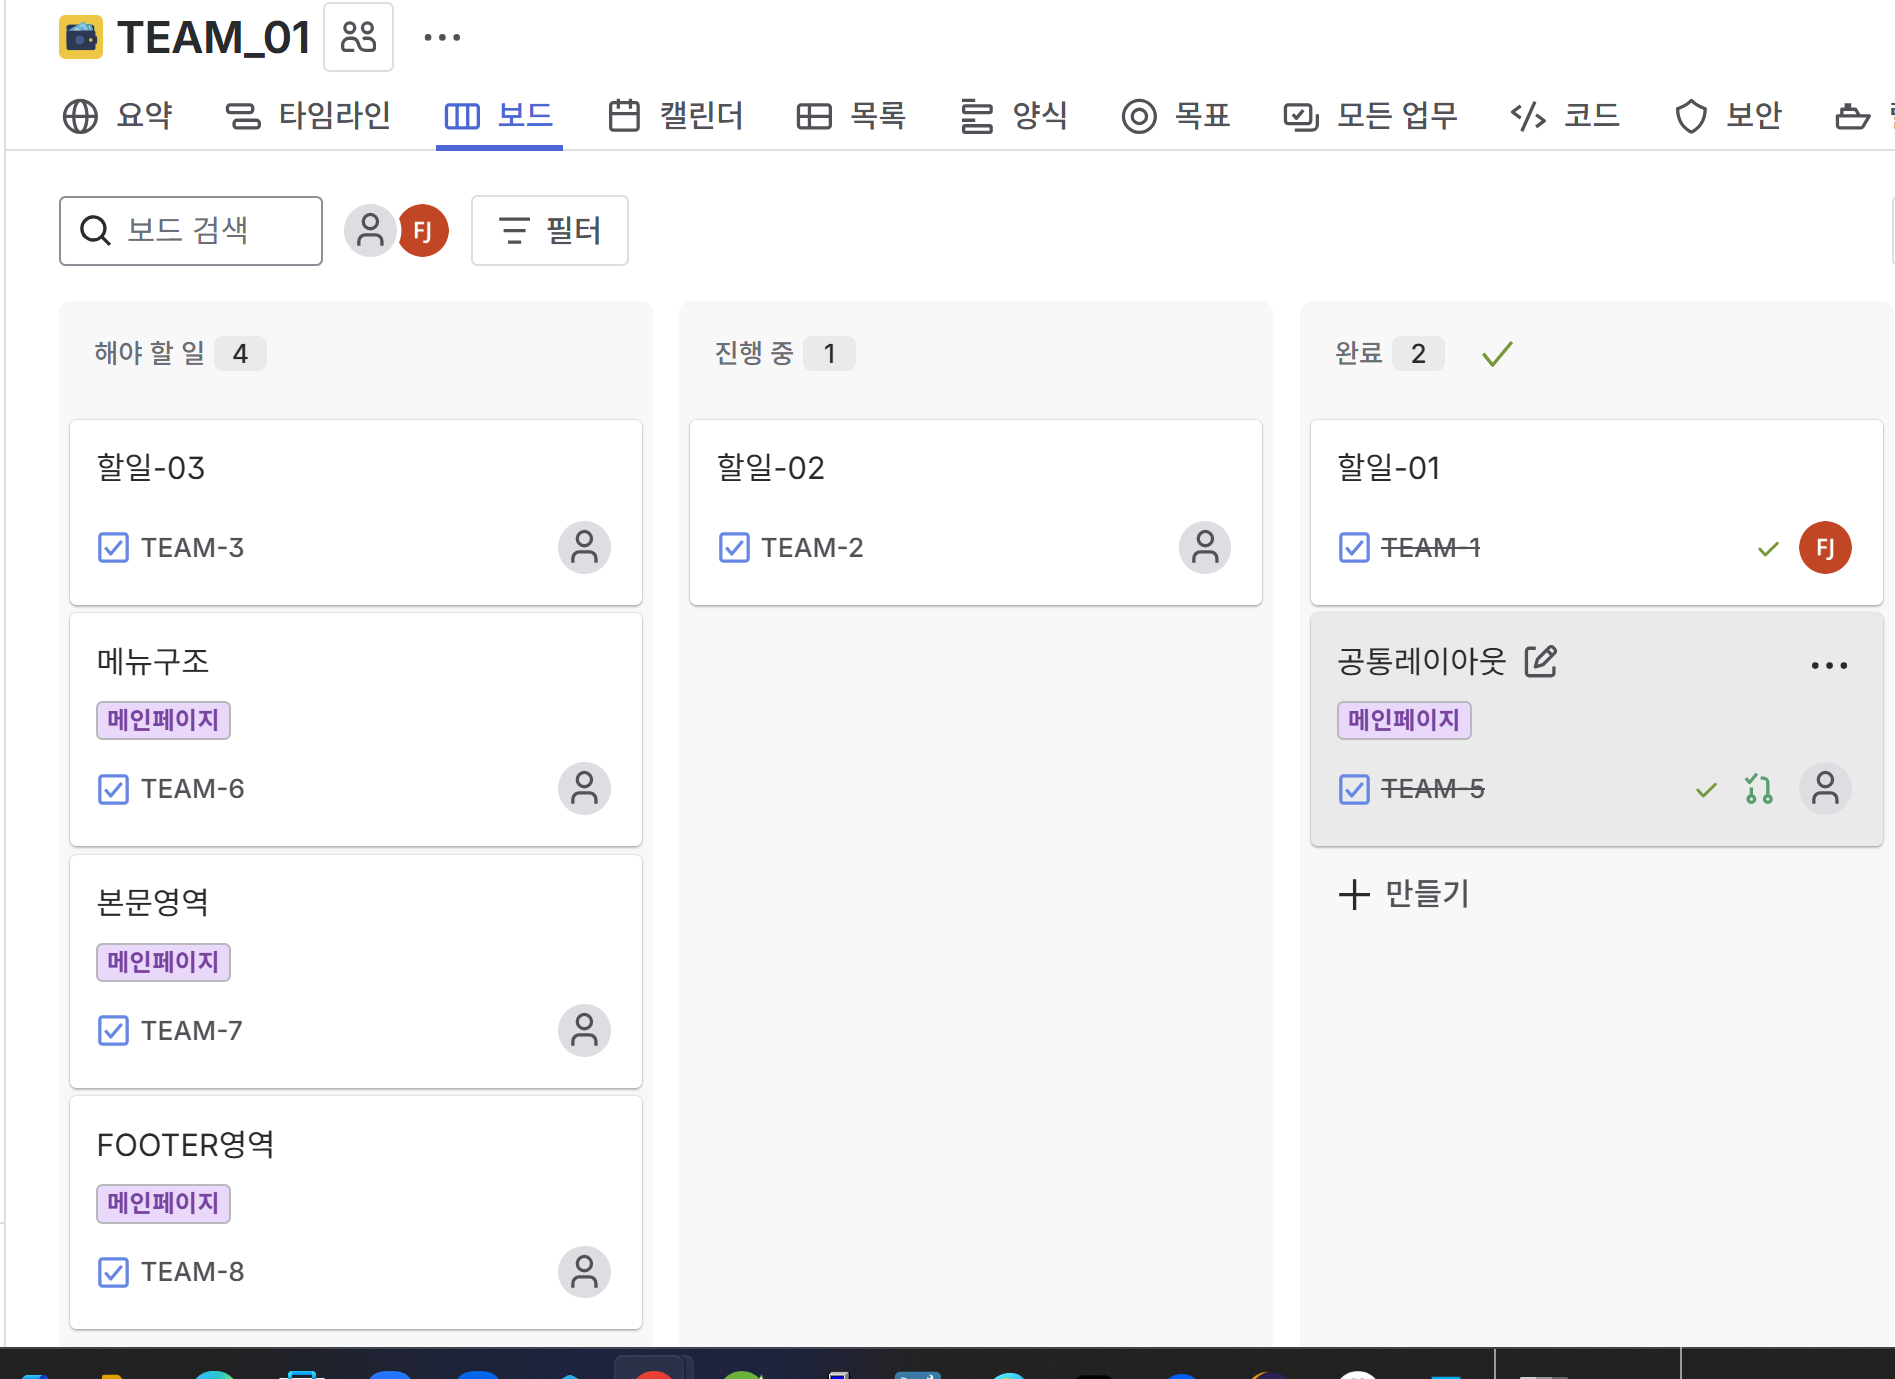 TEAM_01
요약 타임라인 보드 캘린더 목록 양식 목표 모든 업무 코드 보안
보드 검색 FJ 필터
해야 할 일 4
할일-03
TEAM-3
메뉴구조
메인페이지
TEAM-6
본문영역
메인페이지
TEAM-7
FOOTER영역
메인페이지
TEAM-8
진행 중 1
할일-02
TEAM-2
완료 2
할일-01
TEAM-1 FJ
공통레이아웃
메인페이지
TEAM-5
만들기